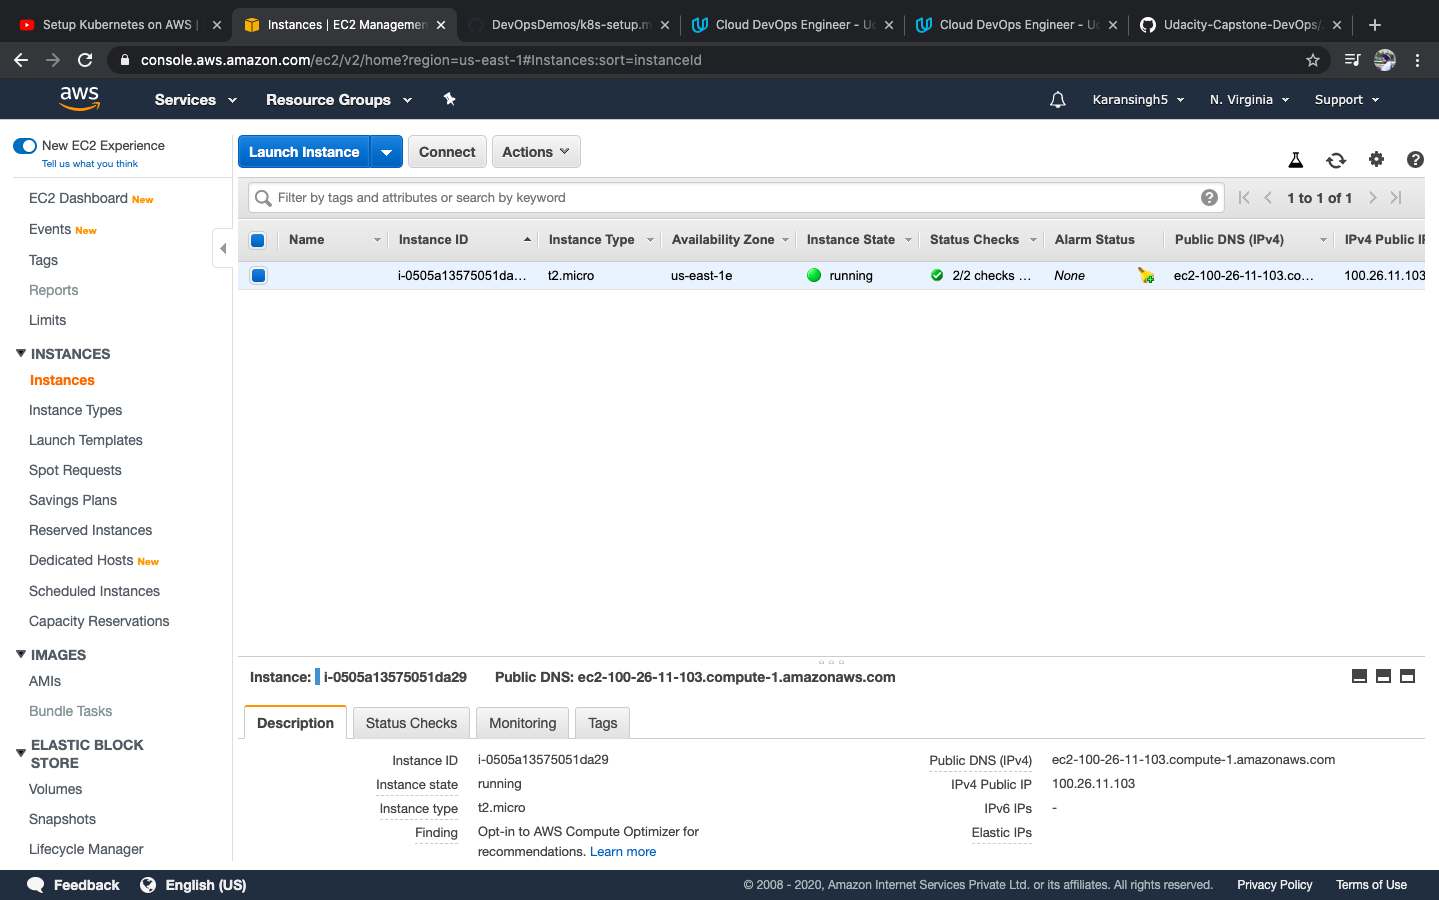 Setup Kubernetes on AWS |
Instances | EC2 Managemen
DevOpsDemos/k8s-setup.m
Cloud DevOps Engineer - Ud
Cloud DevOps Engineer - Ud
Udacity-Capstone-DevOps/
console.aws.amazon.com/ec2/v2/home?region=us-east-1#Instances:sort=instanceId
aws
Services
Resource Groups
Karansingh5
N. Virginia
Support
New EC2 Experience
Tell us what you think
EC2 Dashboard New
Events New
Tags
Reports
Limits
INSTANCES
Instances
Instance Types
Launch Templates
Spot Requests
Savings Plans
Reserved Instances
Dedicated Hosts New
Scheduled Instances
Capacity Reservations
IMAGES
AMIs
Bundle Tasks
ELASTIC BLOCK
STORE
Volumes
Snapshots
Lifecycle Manager
Launch Instance
Connect
Actions
Filter by tags and attributes or search by keyword
1 to 1 of 1
Name Instance ID Instance Type Availability Zone Instance State Status Checks Alarm Status Public DNS (IPv4) IPv4 Public IP
i-0505a13575051da... t2.micro us-east-1e running 2/2 checks ... None ec2-100-26-11-103.co... 100.26.11.103
Instance: i-0505a13575051da29 Public DNS: ec2-100-26-11-103.compute-1.amazonaws.com
Description Status Checks Monitoring Tags
Instance ID i-0505a13575051da29
Instance state running
Instance type t2.micro
Finding Opt-in to AWS Compute Optimizer for
recommendations. Learn more
Public DNS (IPv4) ec2-100-26-11-103.compute-1.amazonaws.com
IPv4 Public IP 100.26.11.103
IPv6 IPs -
Elastic IPs
Feedback
English (US)
© 2008 - 2020, Amazon Internet Services Private Ltd. or its affiliates. All rights reserved.
Privacy Policy
Terms of Use